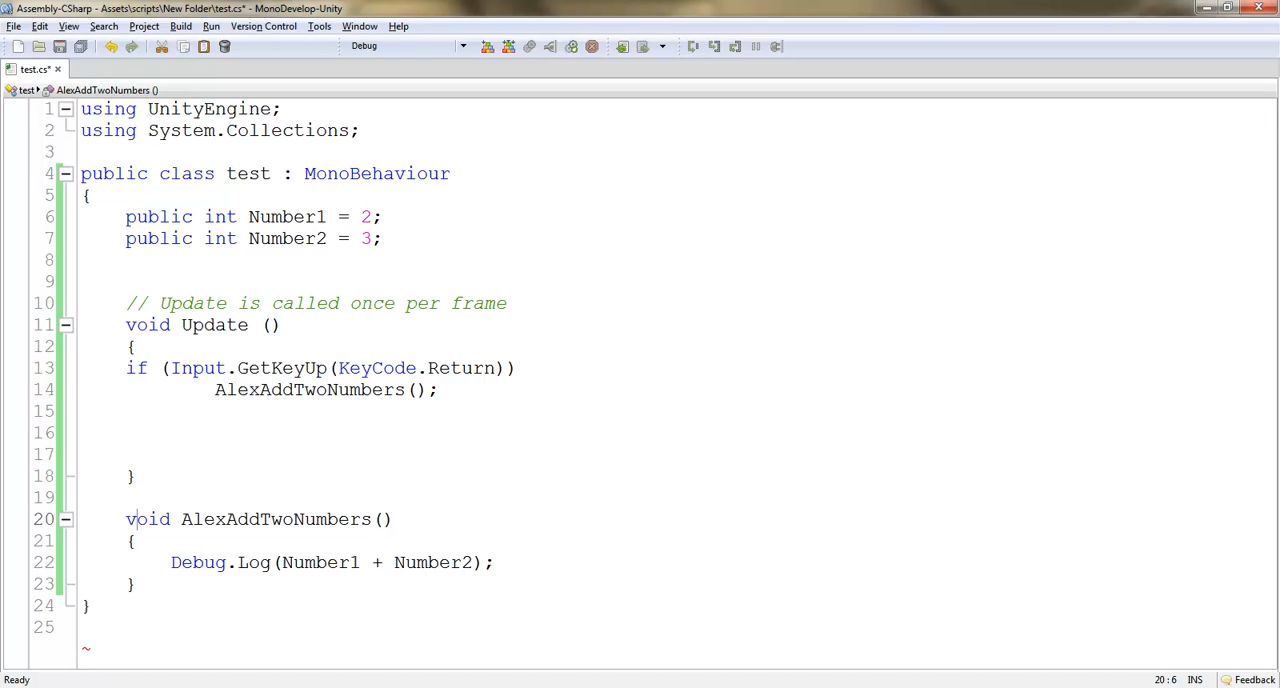 Assembly-CSharp - Assets\scripts\New Folder\test.cs* - MonoDevelop-Unity
File Edit View Search Project Build Run Version Control Tools Window Help
Debug
test.cs* ×
test AlexAddTwoNumbers ()
1 using UnityEngine;
2 using System.Collections;
3
4 public class test : MonoBehaviour
5 {
6 public int Number1 = 2;
7 public int Number2 = 3;
8
9
10 // Update is called once per frame
11 void Update ()
12 {
13 if (Input.GetKeyUp(KeyCode.Return))
14 AlexAddTwoNumbers();
15
16
17
18 }
19
20 void AlexAddTwoNumbers()
21 {
22 Debug.Log(Number1 + Number2);
23 }
24 }
25
~
Ready 20 : 6 INS Feedback